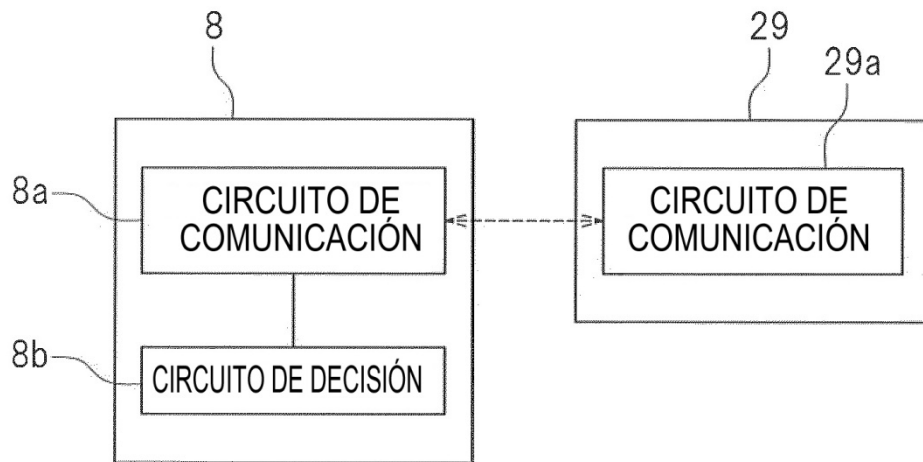 8
29
29a
8a
CIRCUITO DE
COMUNICACIÓN
CIRCUITO DE
COMUNICACIÓN
8b
CIRCUITO DE DECISIÓN